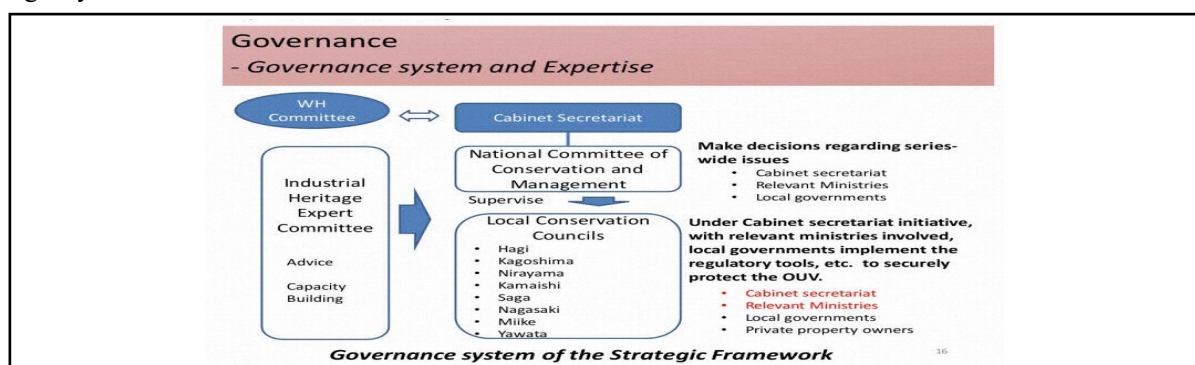 Governance
- Governance system and Expertise
WH
Committee
Cabinet Secretariat
Industrial
Heritage
Expert
Committee
Advice
Capacity
Building
National Committee of
Conservation and
Management
Supervise
Local Conservation
Councils
• Hagi
• Kagoshima
• Nirayama
• Kamaishi
• Saga
• Nagasaki
• Miike
• Yawata
Make decisions regarding series-
wide issues
• Cabinet secretariat
• Relevant Ministries
• Local governments
Under Cabinet secretariat initiative,
with relevant ministries involved,
local governments implement the
regulatory tools, etc. to securely
protect the OUV.
• Cabinet secretariat
• Relevant Ministries
• Local governments
• Private property owners
Governance system of the Strategic Framework
16